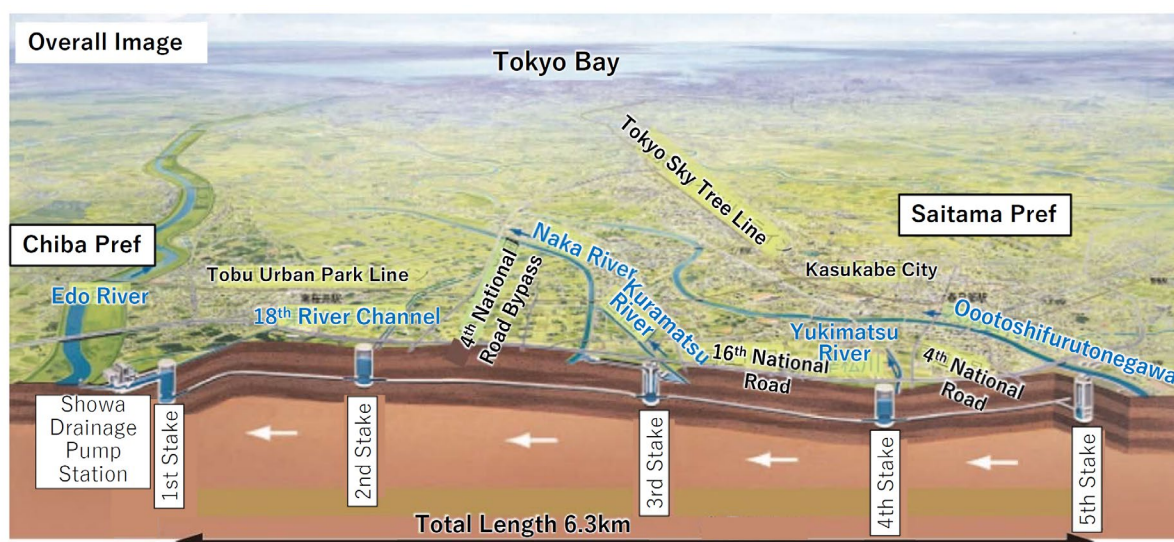 Overall Image
Tokyo Bay
Tokyo Sky Tree Line
Saitama Pref
Chiba Pref
Naka River
Kasukabe City
Tobu Urban Park Line
Edo River
18th River Channel
4th National
Road Bypass
Kuramatsu
River
Oootoshifurutonegawa
Yukimatsu
River
16th National
Road
4th National
Road
Showa
Drainage
Pump
Station
1st Stake
2nd Stake
3rd Stake
4th Stake
5th Stake
Total Length 6.3km